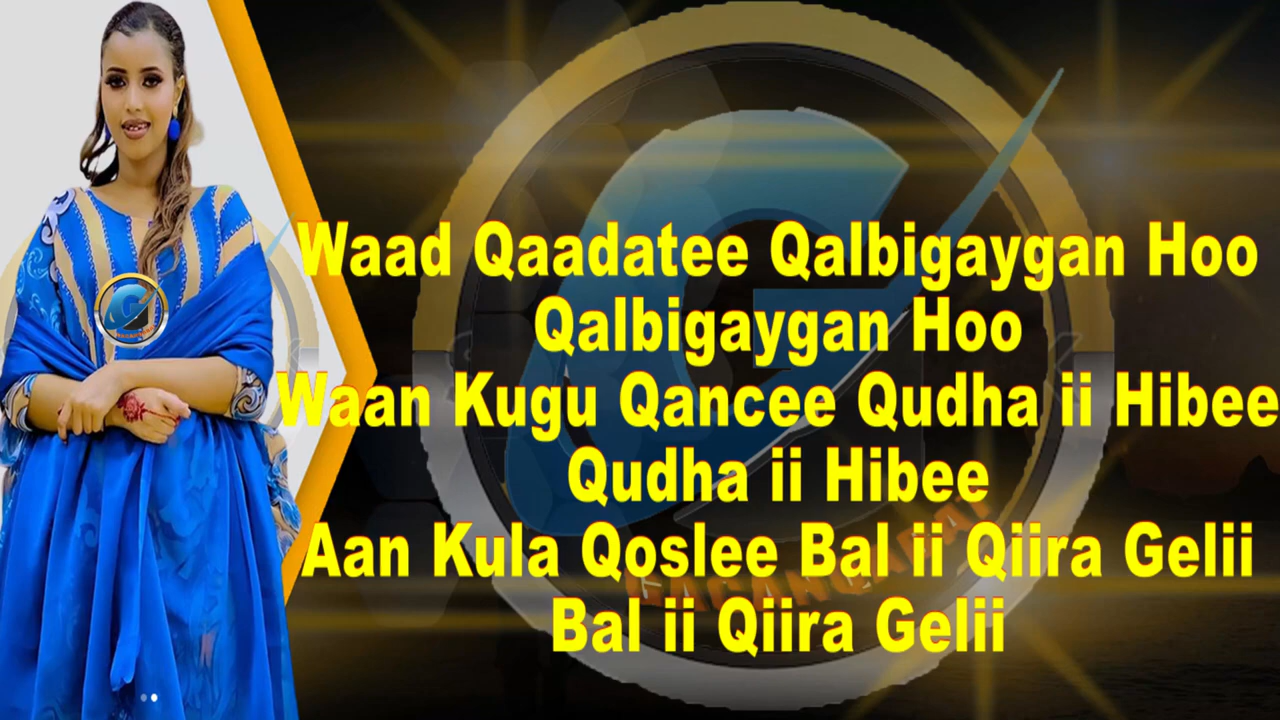 Waad Qaadatee Qalbigaygan Hoo
Qalbigaygan Hoo
Waan Kugu Qancee Qudha ii Hibee
Qudha ii Hibee
Aan Kula Qoslee Bal ii Qiira Gelii
Bal ii Qiira Gelii